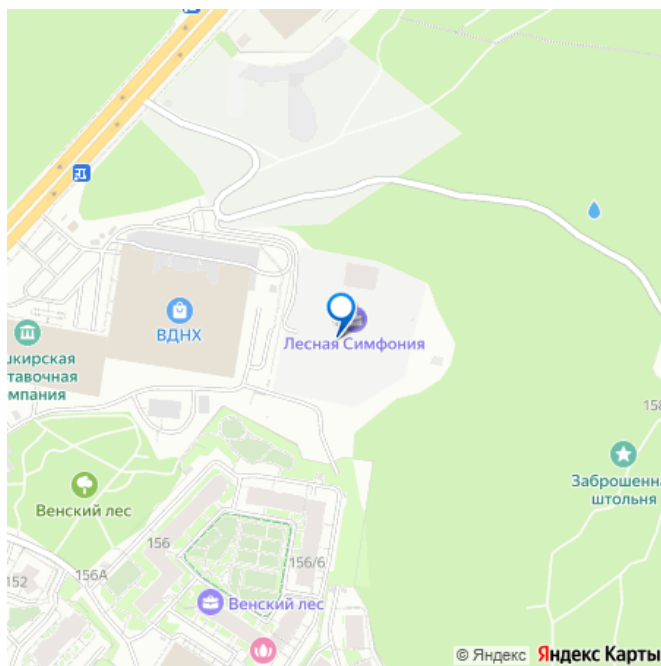 ВДНХ
Лесная Симфония
шкирская
тавочная
мпания
158
Заброшенна
штольня
Венский лес
156
156/6
156А
152
Венский лес
© Яндекс Яндекс Карты